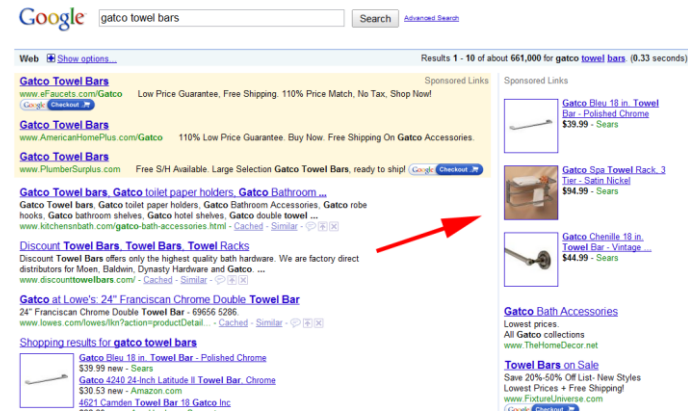 Google
gatco towel bars
Search
Advanced Search
Web
Show options...
Results 1 - 10 of about 661,000 for gatco towel bars. (0.33 seconds)
Gatco Towel Bars
Sponsored Links
www.eFaucets.com/Gatco Low Price Guarantee, Free Shipping. 110% Price Match, No Tax, Shop Now!
Google Checkout
Gatco Towel Bars
www.AmericanHomePlus.com/Gatco 110% Low Price Guarantee. Buy Now. Free Shipping On Gatco Accessories.
Gatco Towel Bars
www.PlumberSurplus.com Free S/H Available. Large Selection Gatco Towel Bars, ready to ship! Google Checkout
Gatco Towel bars, Gatco toilet paper holders, Gatco Bathroom ...
Gatco Towel bars, Gatco toilet paper holders, Gatco Bathroom Accessories, Gatco robe
hooks, Gatco bathroom shelves, Gatco hotel shelves, Gatco double towel ...
www.kitchensnbath.com/gatco-bath-accessories.html - Cached - Similar -
Discount Towel Bars, Towel Bars, Towel Racks
Discount Towel Bars offers only the highest quality bath hardware. We are factory direct
distributors for Moen, Baldwin, Dynasty Hardware and Gatco. ...
www.discounttowelbars.com/ - Cached - Similar -
Gatco at Lowe's: 24" Franciscan Chrome Double Towel Bar
24" Franciscan Chrome Double Towel Bar - 69656 5286.
www.lowes.com/lowes/lkn?action=productDetail... - Cached - Similar -
Shopping results for gatco towel bars
Gatco Bleu 18 in. Towel Bar - Polished Chrome
$39.99 new - Sears
Gatco 4240 24-Inch Latitude II Towel Bar, Chrome
$30.53 new - Amazon.com
4621 Camden Towel Bar 18 Gatco Inc
Sponsored Links
Gatco Bleu 18 in. Towel
Bar - Polished Chrome
$39.99 - Sears
Gatco Spa Towel Rack, 3
Tier - Satin Nickel
$94.99 - Sears
Gatco Chenille 18 in.
Towel Bar - Vintage ...
$44.99 - Sears
Gatco Bath Accessories
Lowest prices.
All Gatco collections
www.TheHomeDecor.net
Towel Bars on Sale
Save 20%-50% Off List- New Styles
Lowest Prices + Free Shipping!
www.FixtureUniverse.com
Google Checkout